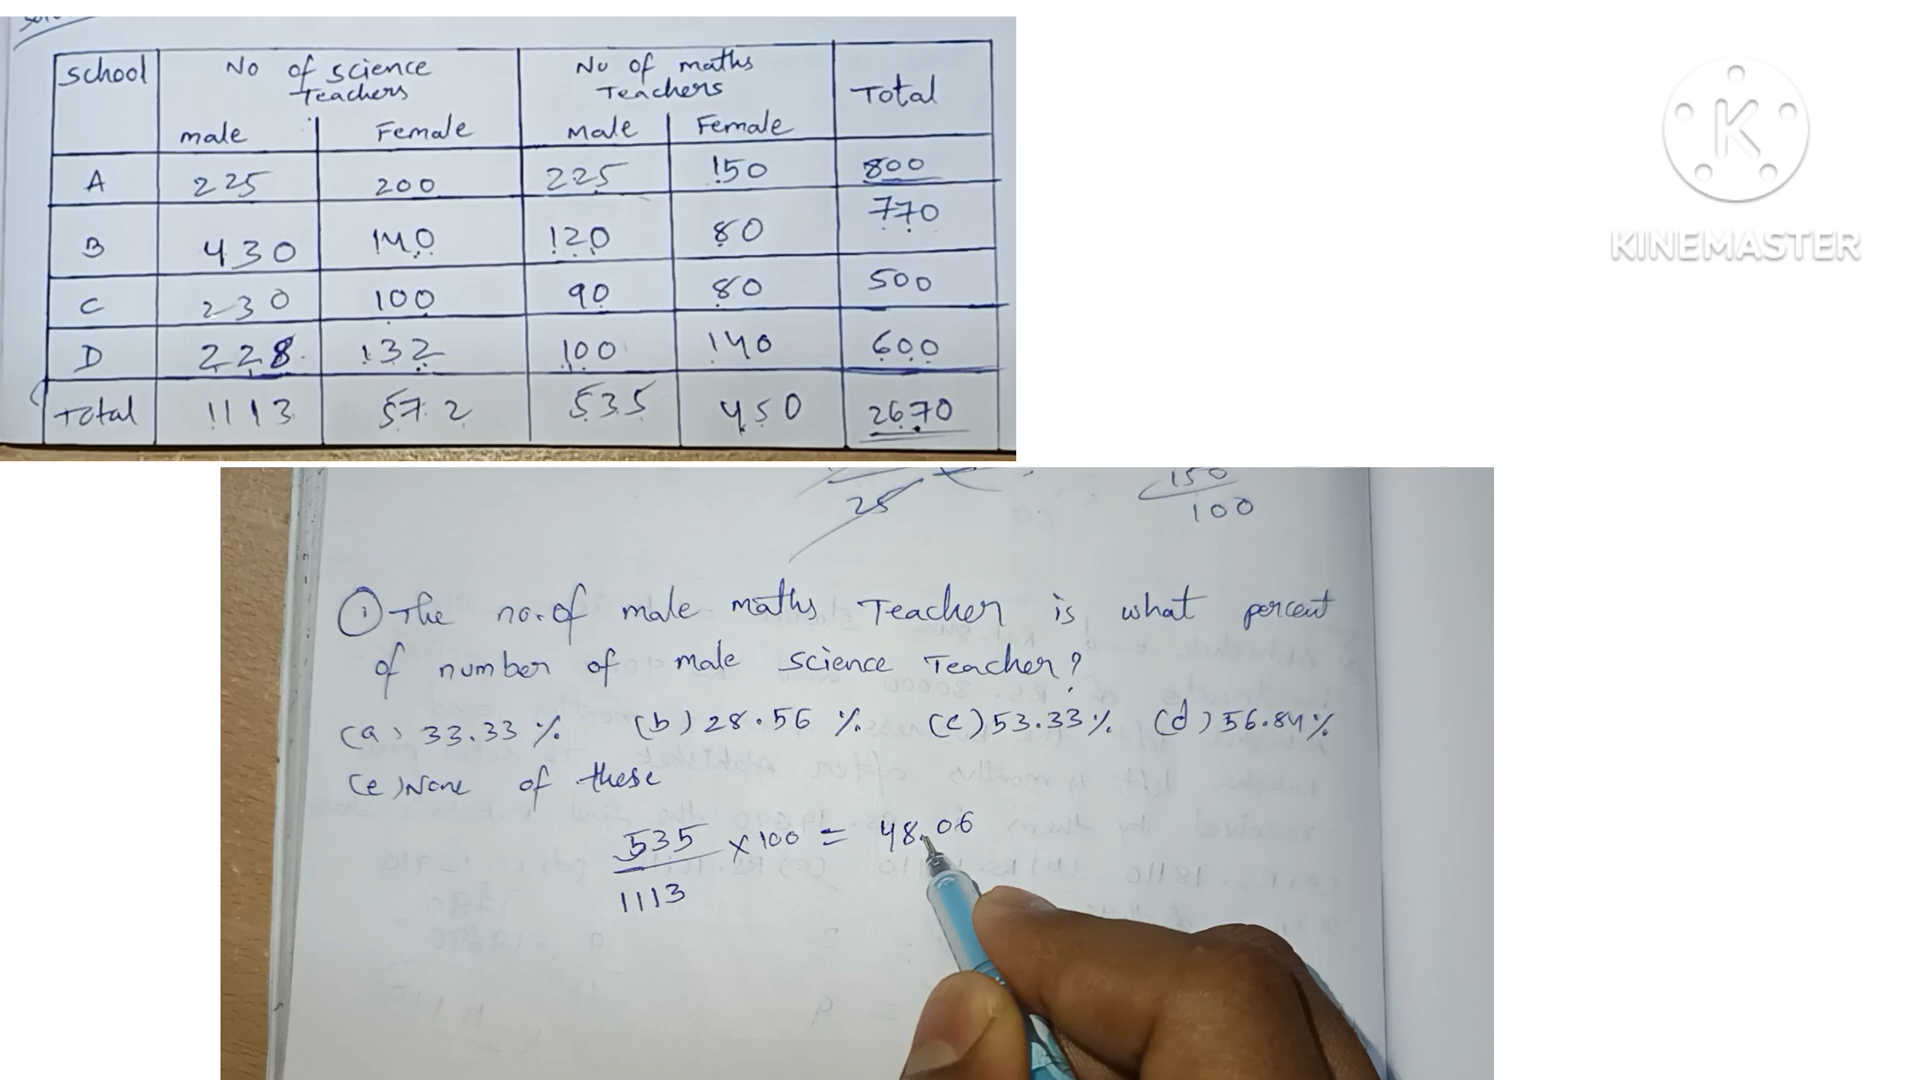 School No of science Teachers No of maths Teachers Total
male Female Male Female
A 225 200 225 150 800
B 430 140 120 80 770
C 230 100 90 80 500
D 228 132 100 140 600
Total 1113 572 535 450 2670
K
KINEMASTER
25
150
100
① The no. of male maths Teacher is what percent
of number of male science Teacher?
(a) 33.33 % (b) 28.56 % (c) 53.33% (d) 56.84%
(e) None of these
535 × 100 = 48.06
1113